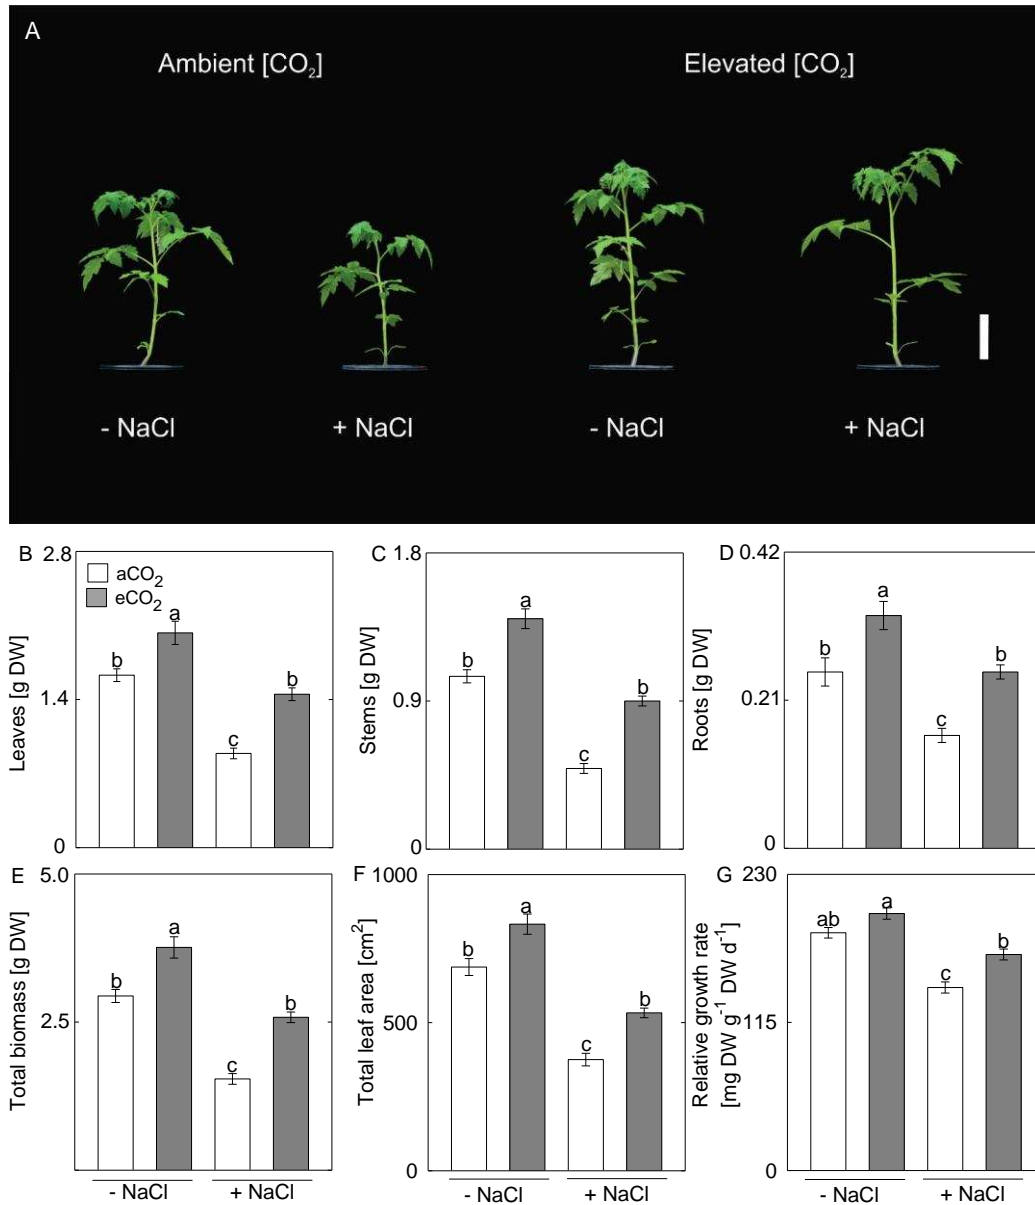 A
Ambient [CO2]
Elevated [CO2]
- NaCl
+ NaCl
- NaCl
+ NaCl
B
2.8
1.4
0
Leaves [g DW]
aCO2
eCO2
b
a
c
b
C
1.8
0.9
0
Stems [g DW]
b
a
c
b
D
0.42
0.21
0
Roots [g DW]
b
a
c
b
E
5.0
2.5
Total biomass [g DW]
b
a
c
b
- NaCl
+ NaCl
F
1000
500
0
Total leaf area [cm2]
b
a
c
b
- NaCl
+ NaCl
G
230
115
0
Relative growth rate
[mg DW g-1 DW d-1]
ab
a
c
b
- NaCl
+ NaCl